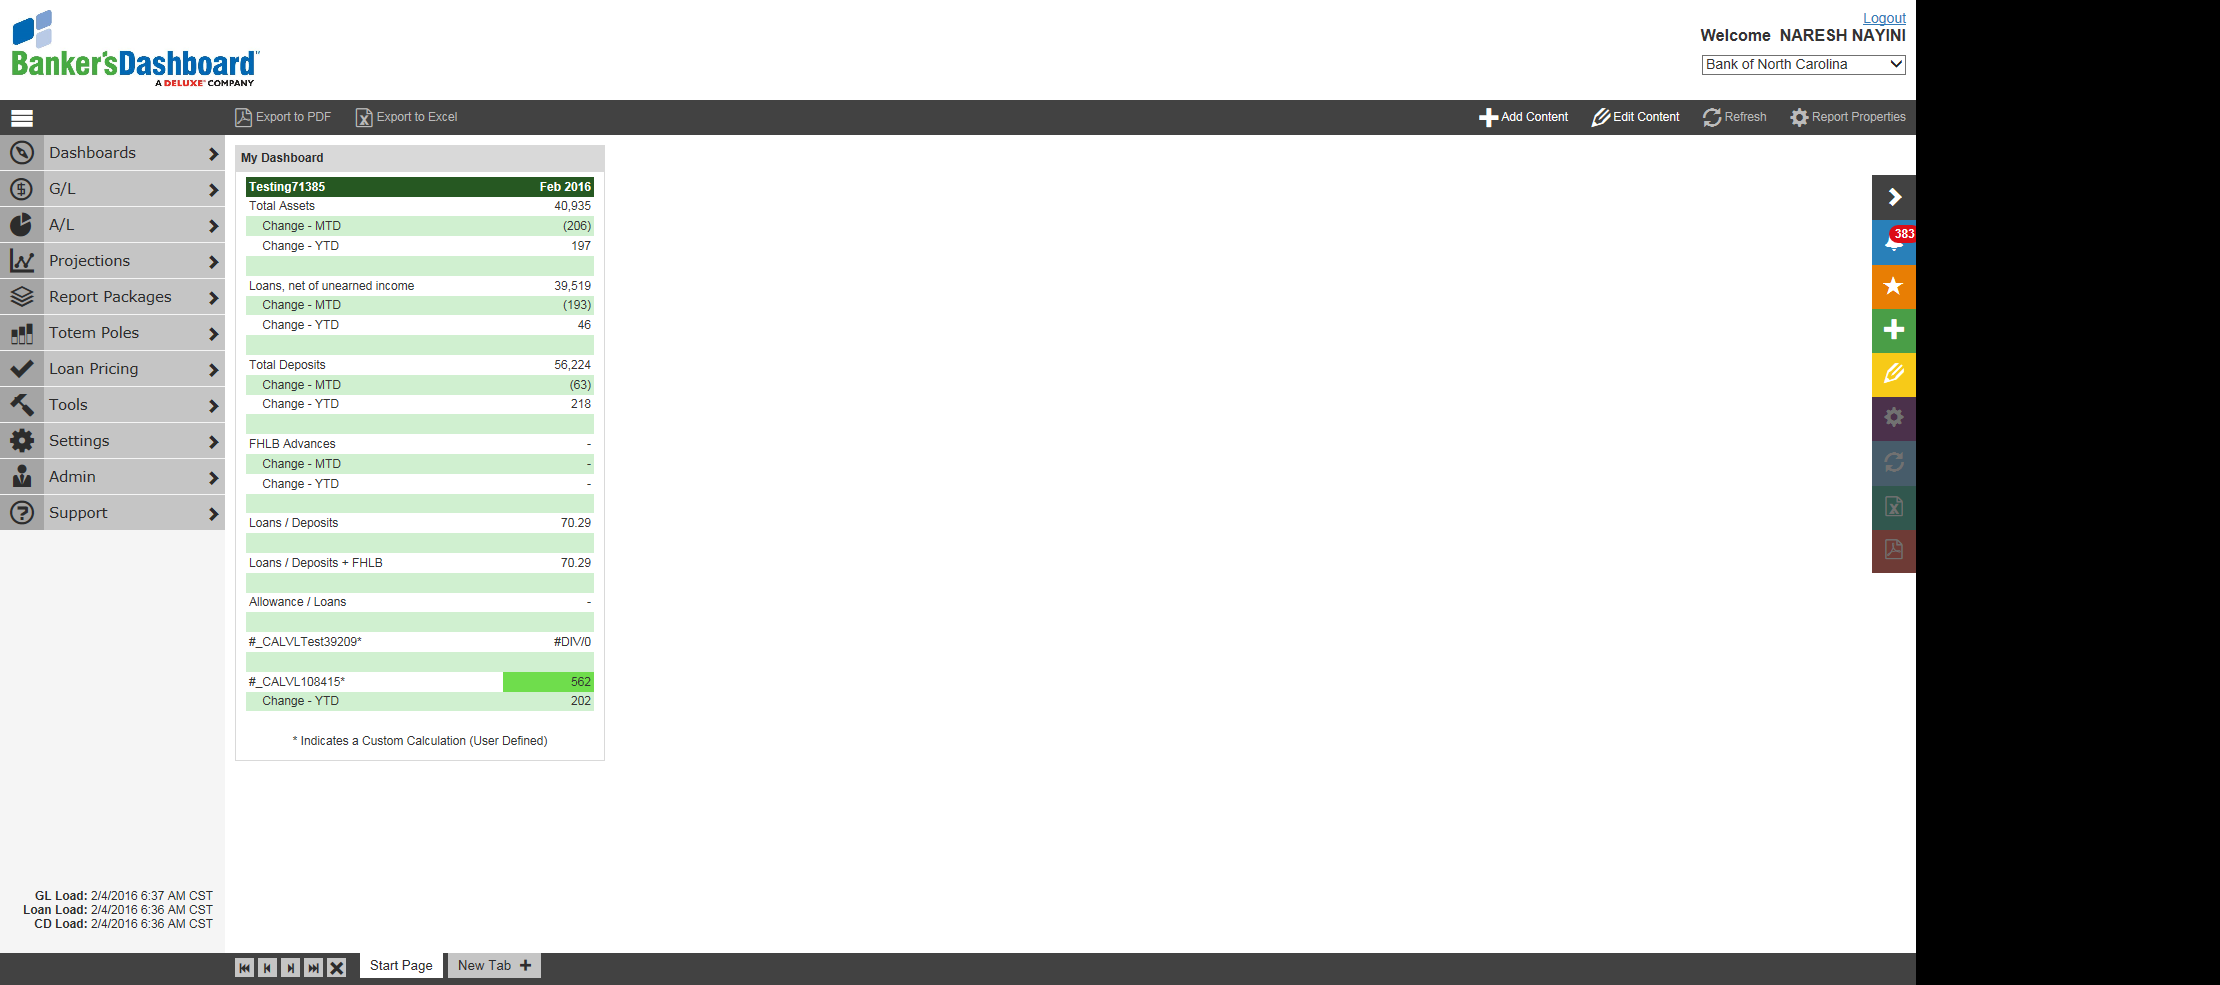 Banker'sDashboard
A DELUXE COMPANY
Logout
Welcome NARESH NAYINI
Bank of North Carolina
Export to PDF Export to Excel Add Content Edit Content Refresh Report Properties
Dashboards
G/L
A/L
Projections
Report Packages
Totem Poles
Loan Pricing
Tools
Settings
Admin
Support
My Dashboard
Testing71385 Feb 2016
Total Assets 40,935
Change - MTD (206)
Change - YTD 197
Loans, net of unearned income 39,519
Change - MTD (193)
Change - YTD 46
Total Deposits 56,224
Change - MTD (63)
Change - YTD 218
FHLB Advances -
Change - MTD -
Change - YTD -
Loans / Deposits 70.29
Loans / Deposits + FHLB 70.29
Allowance / Loans -
#_CALVLTest39209* #DIV/0
#_CALVL108415* 562
Change - YTD 202
* Indicates a Custom Calculation (User Defined)
383
GL Load: 2/4/2016 6:37 AM CST
Loan Load: 2/4/2016 6:36 AM CST
CD Load: 2/4/2016 6:36 AM CST
Start Page New Tab